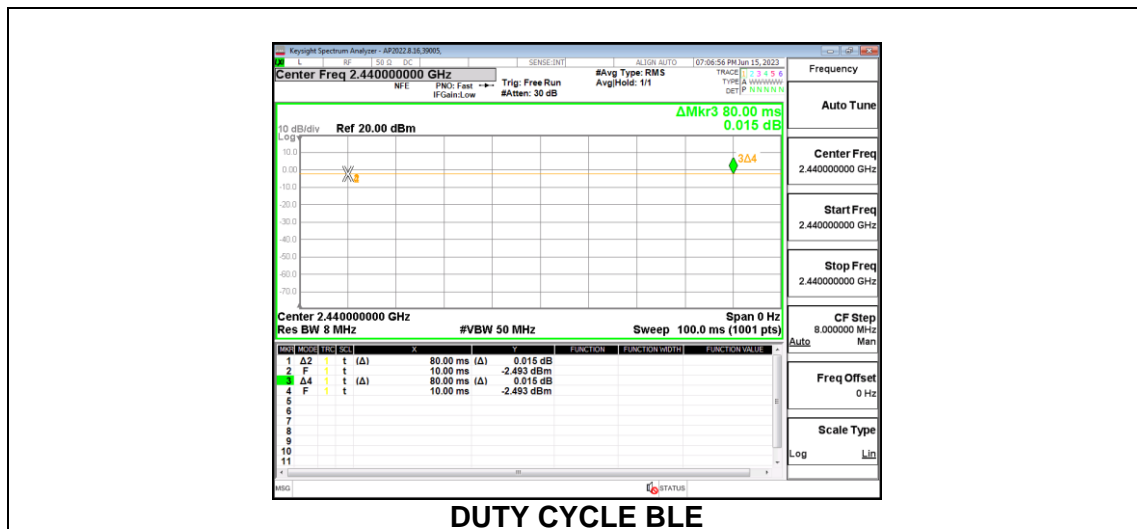 Keysight Spectrum Analyzer - AP2022.8.16,39005,
L RF 50 Ω DC SENSE:INT ALIGN AUTO 07:06:56 PM Jun 15, 2023
Center Freq 2.440000000 GHz #Avg Type: RMS TRACE 1 2 3 4 5 6
NFE PNO: Fast Trig: Free Run Avg|Hold: 1/1 TYPE A WWWWW
IFGain:Low #Atten: 30 dB DET P N N N N N
ΔMkr3 80.00 ms
0.015 dB
10 dB/div Ref 20.00 dBm
Log
10.0
3Δ4
0.00
-10.0
-20.0
-30.0
-40.0
-50.0
-60.0
-70.0
Center 2.440000000 GHz Span 0 Hz
Res BW 8 MHz #VBW 50 MHz Sweep 100.0 ms (1001 pts)
MKR MODE TRC SCL X Y FUNCTION FUNCTION WIDTH FUNCTION VALUE
1 Δ2 1 t (Δ) 80.00 ms (Δ) 0.015 dB
2 F 1 t 10.00 ms -2.493 dBm
3 Δ4 1 t (Δ) 80.00 ms (Δ) 0.015 dB
4 F 1 t 10.00 ms -2.493 dBm
5
6
7
8
9
10
11
MSG STATUS
Frequency
Auto Tune
Center Freq
2.440000000 GHz
Start Freq
2.440000000 GHz
Stop Freq
2.440000000 GHz
CF Step
8.000000 MHz
Auto Man
Freq Offset
0 Hz
Scale Type
Log Lin
DUTY CYCLE BLE